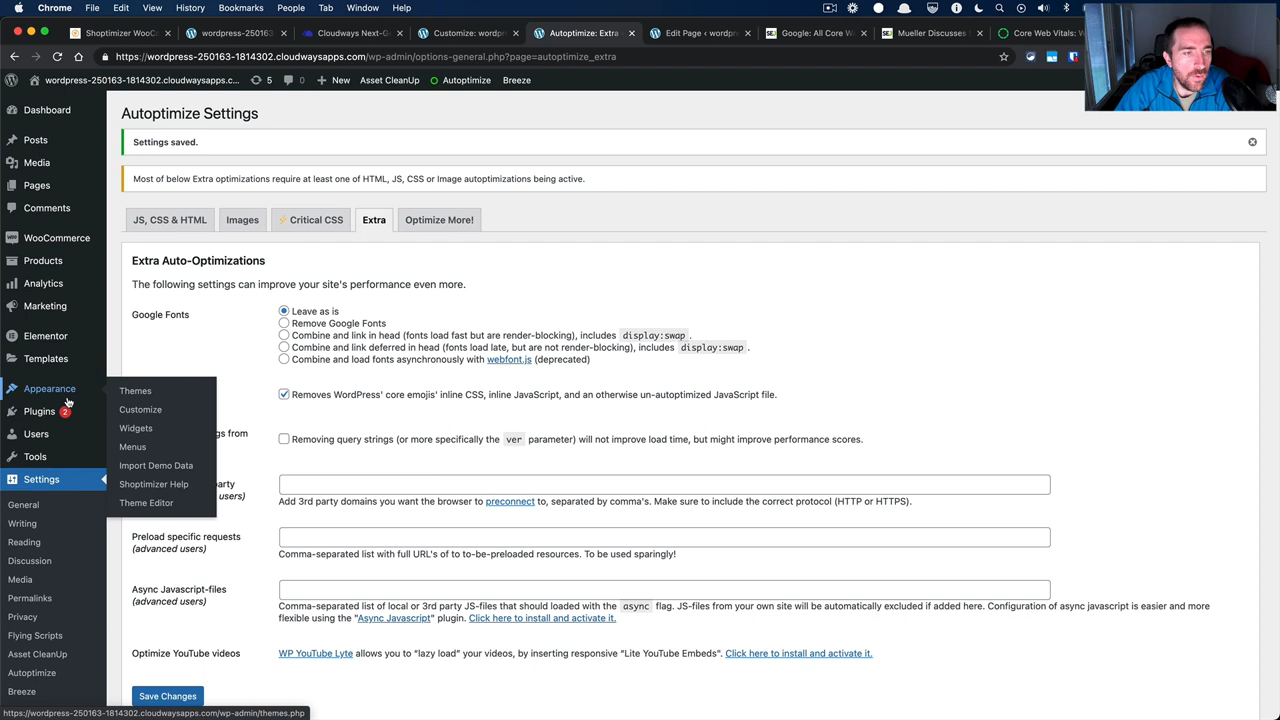 Chrome File Edit View History Bookmarks People Tab Window Help
Shoptimizer WooCo
wordpress-250163-181430
Cloudways Next-Ge
Customize: wordpr
Autoptimize: Extra
Edit Page ‹ wordpre
Google: All Core W
Mueller Discusses
Core Web Vitals: W
https://wordpress-250163-1814302.cloudwaysapps.com/wp-admin/options-general.php?page=autoptimize_extra
wordpress-250163-1814302.cloudwaysapps.c... 5 0 New Asset CleanUp Autoptimize Breeze
Dashboard
Posts
Media
Pages
Comments
WooCommerce
Products
Analytics
Marketing
Elementor
Templates
Appearance
Plugins 2
Users
Tools
Settings
General
Writing
Reading
Discussion
Media
Permalinks
Privacy
Flying Scripts
Asset CleanUp
Autoptimize
Breeze
Themes
Customize
Widgets
Menus
Import Demo Data
Shoptimizer Help
Theme Editor
Autoptimize Settings
Settings saved.
Most of below Extra optimizations require at least one of HTML, JS, CSS or Image autoptimizations being active.
JS, CSS & HTML
Images
Critical CSS
Extra
Optimize More!
Extra Auto-Optimizations
The following settings can improve your site's performance even more.
Google Fonts
Leave as is
Remove Google Fonts
Combine and link in head (fonts load fast but are render-blocking), includes display:swap.
Combine and link deferred in head (fonts load late, but are not render-blocking), includes display:swap.
Combine and load fonts asynchronously with webfont.js (deprecated)
Removes WordPress' core emojis' inline CSS, inline JavaScript, and an otherwise un-autoptimized JavaScript file.
gs from
Removing query strings (or more specifically the ver parameter) will not improve load time, but might improve performance scores.
arty
users)
Add 3rd party domains you want the browser to preconnect to, separated by comma's. Make sure to include the correct protocol (HTTP or HTTPS).
Preload specific requests
(advanced users)
Comma-separated list with full URL's of to to-be-preloaded resources. To be used sparingly!
Async Javascript-files
(advanced users)
Comma-separated list of local or 3rd party JS-files that should loaded with the async flag. JS-files from your own site will be automatically excluded if added here. Configuration of async javascript is easier and more
flexible using the "Async Javascript" plugin. Click here to install and activate it.
Optimize YouTube videos
WP YouTube Lyte allows you to “lazy load” your videos, by inserting responsive “Lite YouTube Embeds”. Click here to install and activate it.
Save Changes
https://wordpress-250163-1814302.cloudwaysapps.com/wp-admin/themes.php